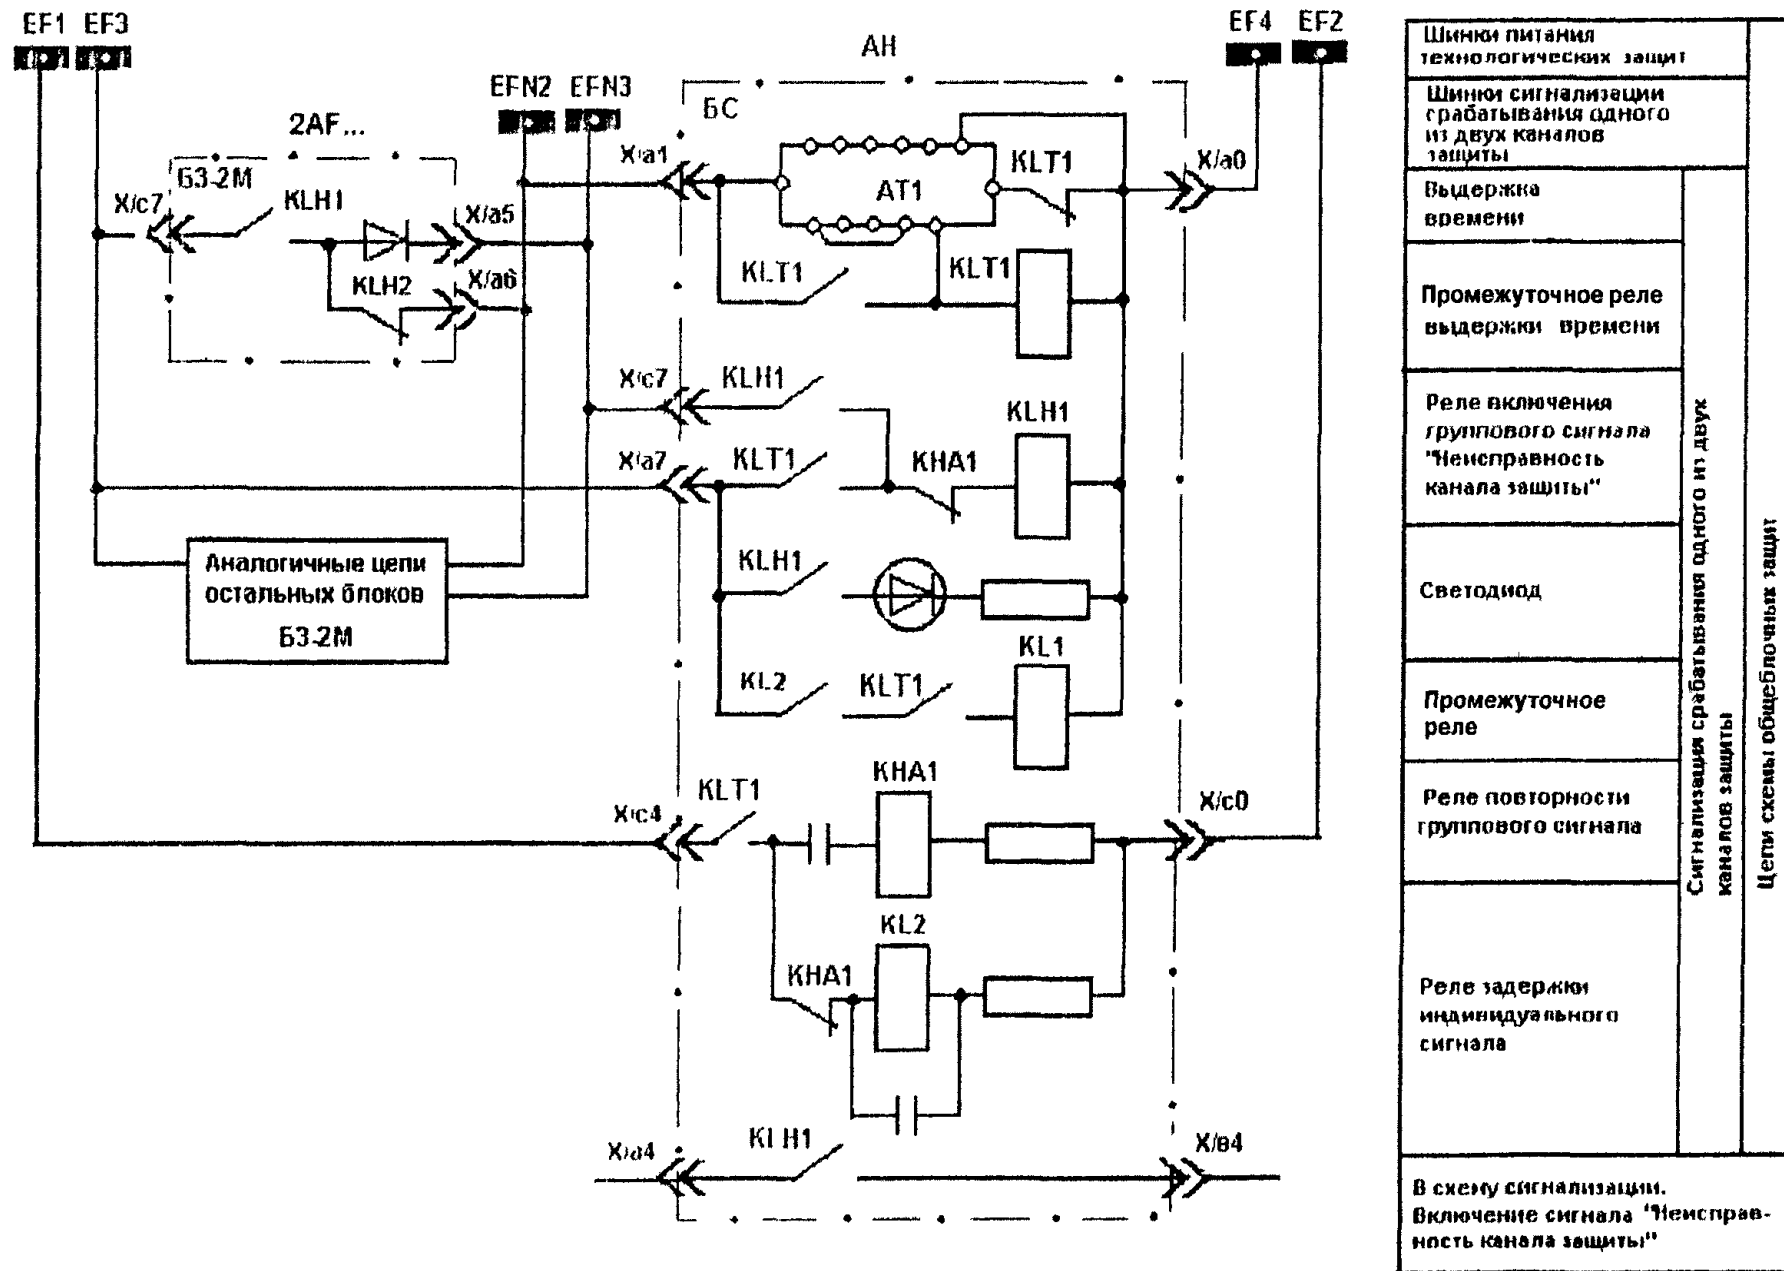 EF1 EF3
EF4 EF2
АН
EFN2 EFN3
2AF...
БС
БЗ-2М
X/a1
KLT1
X/a0
X/c7
KLH1
X/a5
АТ1
KLH2
X/a6
KLT1
KLT1
X/c7
KLH1
KLH1
X/a7
KLT1
KHA1
Аналогичные цепи
остальных блоков
БЗ-2М
KLH1
KL2
KLT1
KL1
KHA1
X/c4
KLT1
X/c0
KL2
KHA1
X/a4
KLH1
X/в4
Шинки питания
технологических защит
Шинки сигнализации
срабатывания одного
из двух каналов
защиты
Выдержка
времени
Промежуточное реле
выдержки времени
Реле включения
группового сигнала
"Неисправность
канала защиты"
Светодиод
Промежуточное
реле
Реле повторности
группового сигнала
Реле задержки
индивидуального
сигнала
Сигнализация срабатывания одного из двух
каналов защиты
Цепи схемы общеблочных защит
В схему сигнализации.
Включение сигнала "Неисправ-
ность канала защиты"